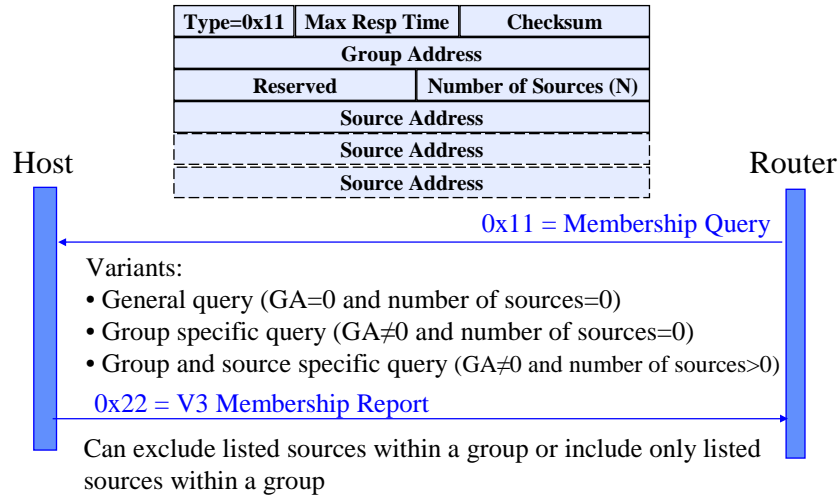 Type=0x11 Max Resp Time Checksum
Group Address
Reserved Number of Sources (N)
Source Address
Source Address
Source Address
Host Router
0x11 = Membership Query
Variants:
• General query (GA=0 and number of sources=0)
• Group specific query (GA≠0 and number of sources=0)
• Group and source specific query (GA≠0 and number of sources>0)
0x22 = V3 Membership Report
Can exclude listed sources within a group or include only listed
sources within a group